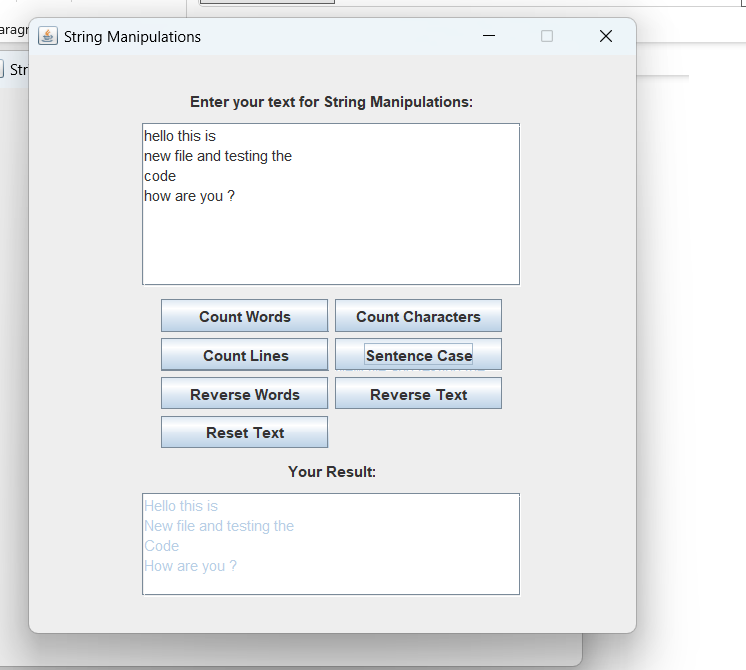 aragr
Str
String Manipulations
Enter your text for String Manipulations:
hello this is
new file and testing the
code
how are you ?
Count Words
Count Characters
Count Lines
Sentence Case
Reverse Words
Reverse Text
Reset Text
Your Result:
Hello this is
New file and testing the
Code
How are you ?